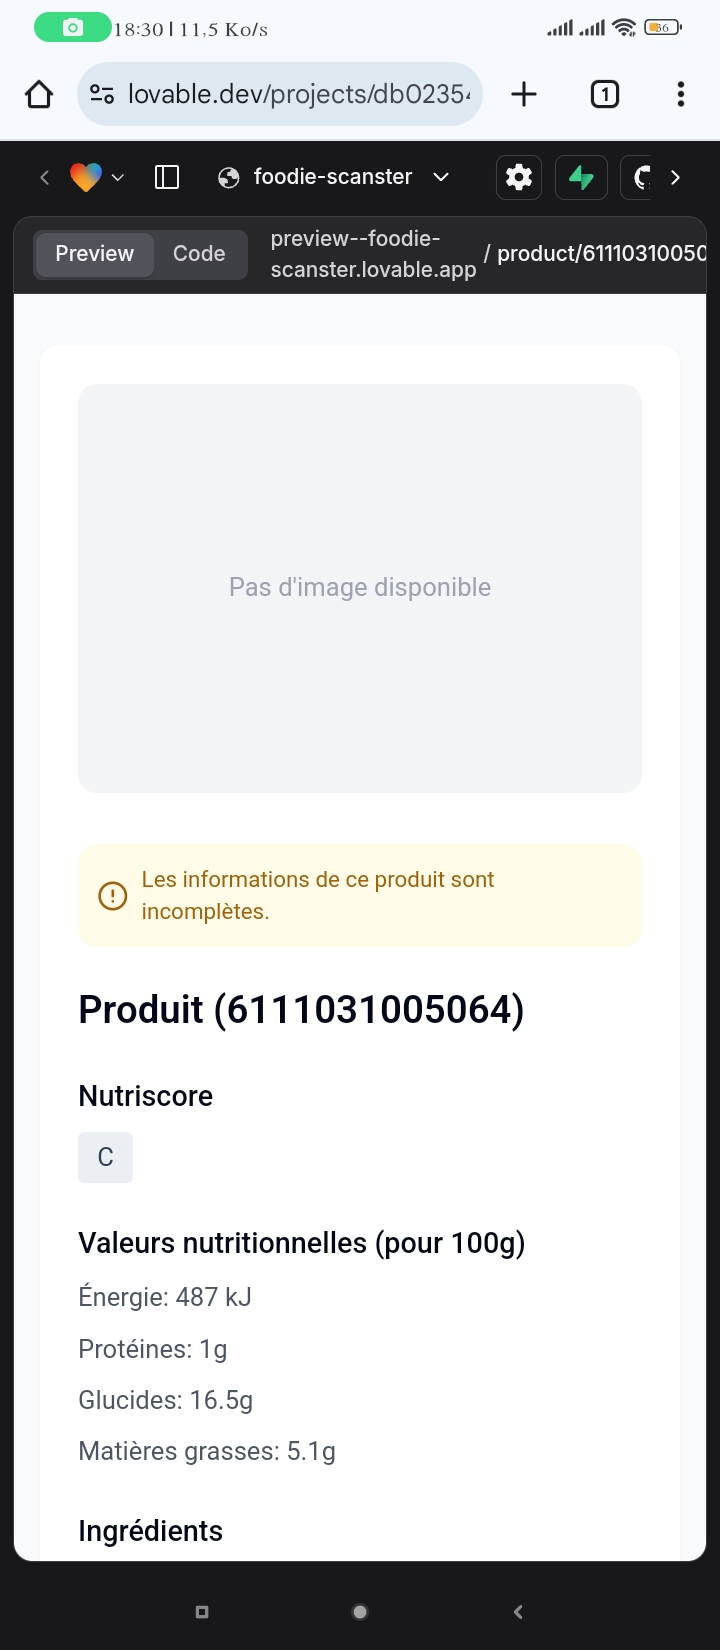 18:30 | 11,5 Ko/s
36
lovable.dev/projects/db0235
1
foodie-scanster
Preview
Code
preview--foodie-
scanster.lovable.app
/ product/61110310050
Pas d'image disponible
Les informations de ce produit sont
incomplètes.
Produit (6111031005064)
Nutriscore
C
Valeurs nutritionnelles (pour 100g)
Énergie: 487 kJ
Protéines: 1g
Glucides: 16.5g
Matières grasses: 5.1g
Ingrédients